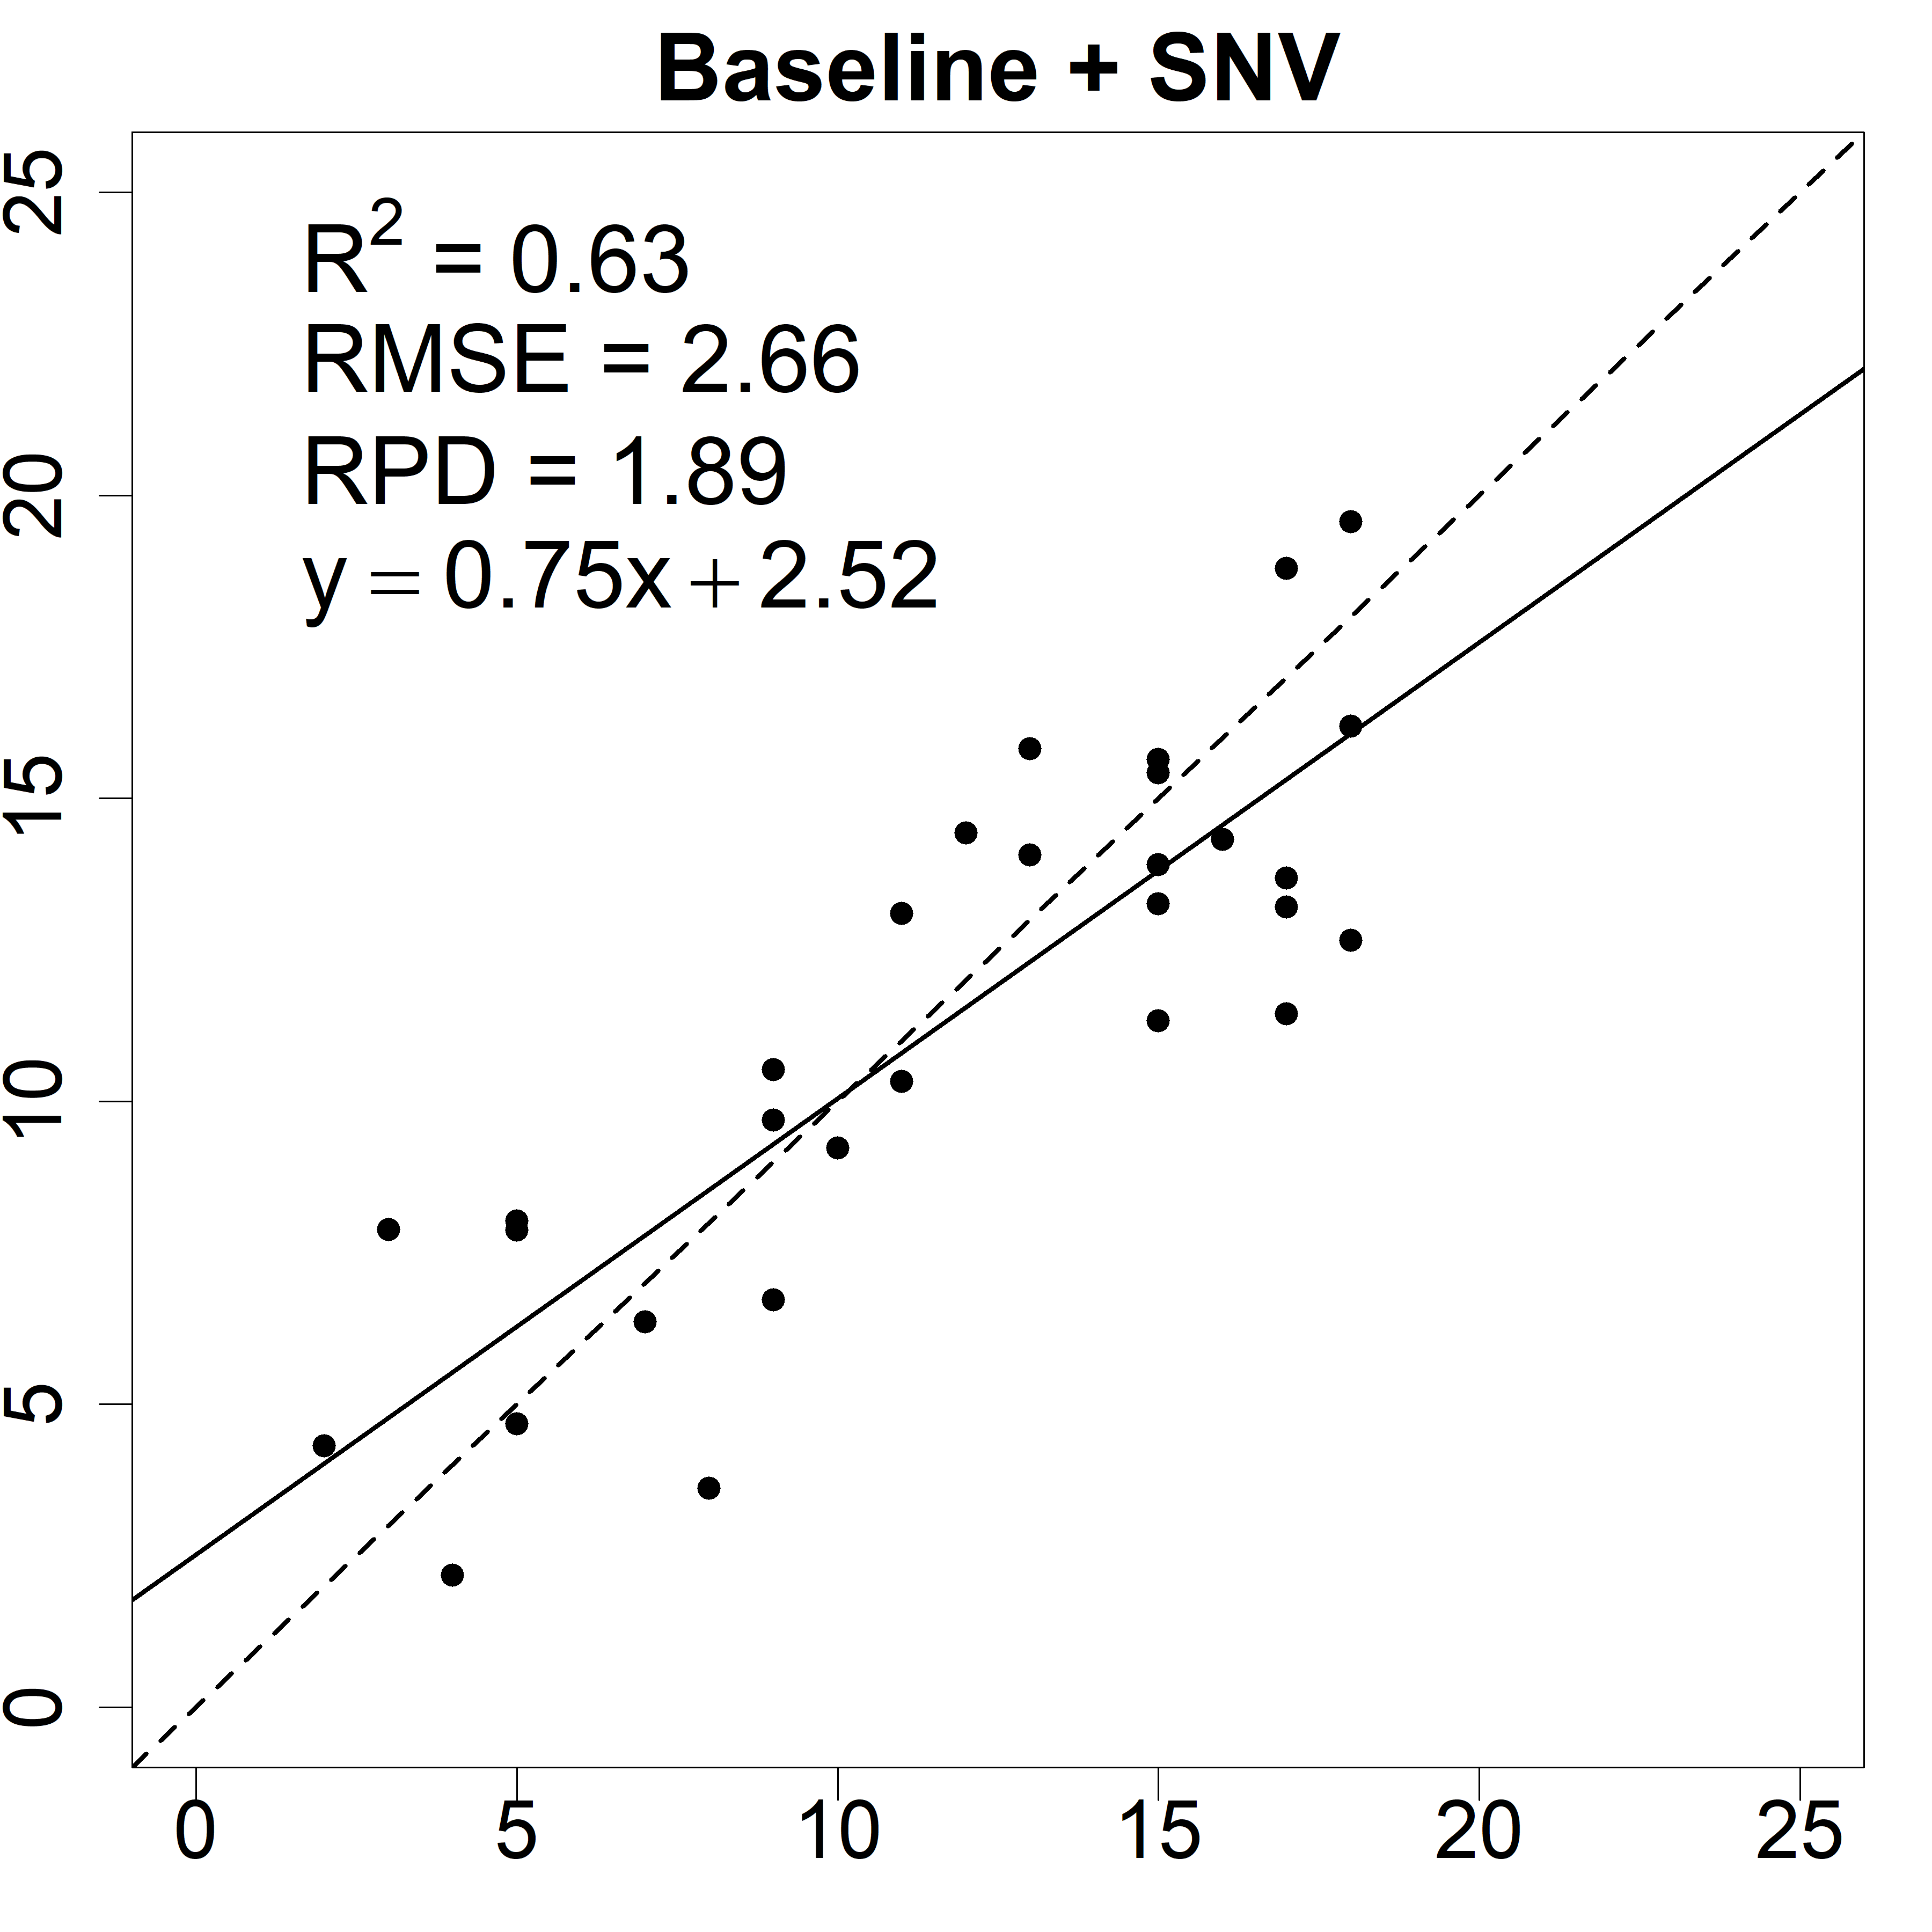 Baseline + SNV
25
R² = 0.63
RMSE = 2.66
RPD = 1.89
y = 0.75x + 2.52
20
15
10
5
0
0 5 10 15 20 25